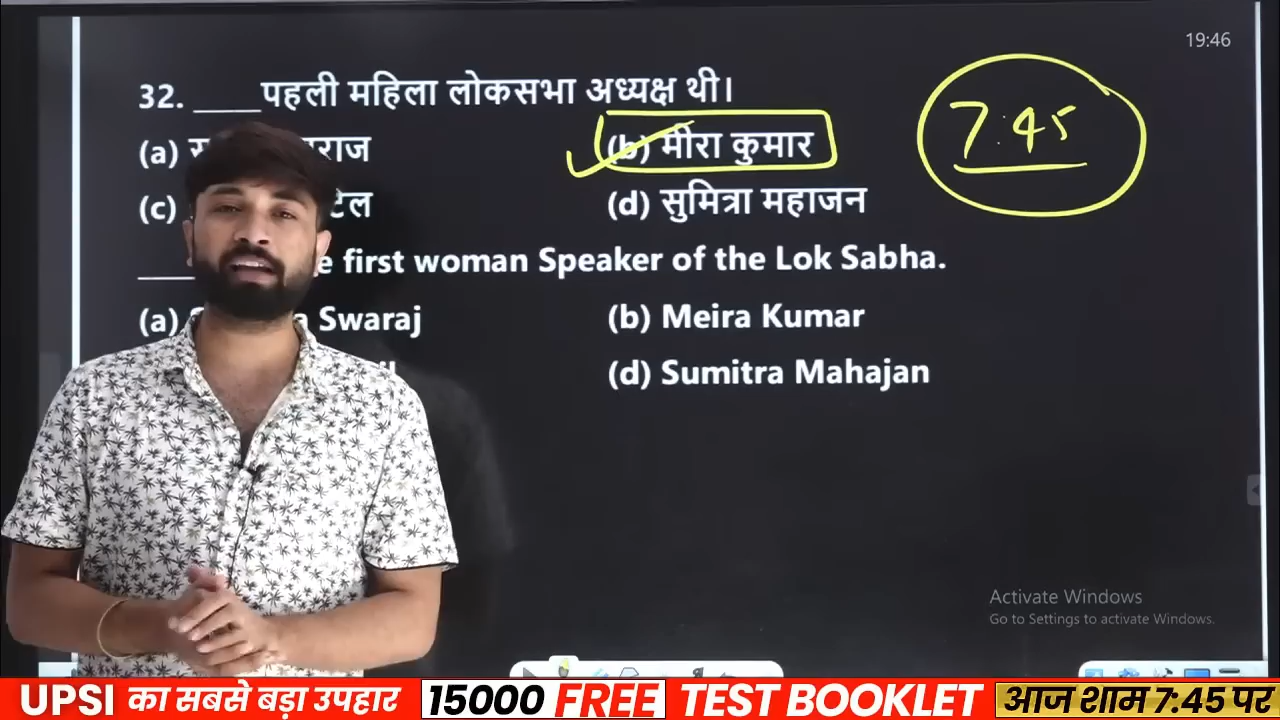 19:46
32. ____पहली महिला लोकसभा अध्यक्ष थी।
7:45
(a) राज (b) मीरा कुमार
(c) टेल (d) सुमित्रा महाजन
____ e first woman Speaker of the Lok Sabha.
(a) Swaraj (b) Meira Kumar
(d) Sumitra Mahajan
Activate Windows
Go to Settings to activate Windows.
UPSI का सबसे बड़ा उपहार 15000 FREE TEST BOOKLET आज शाम 7:45 पर